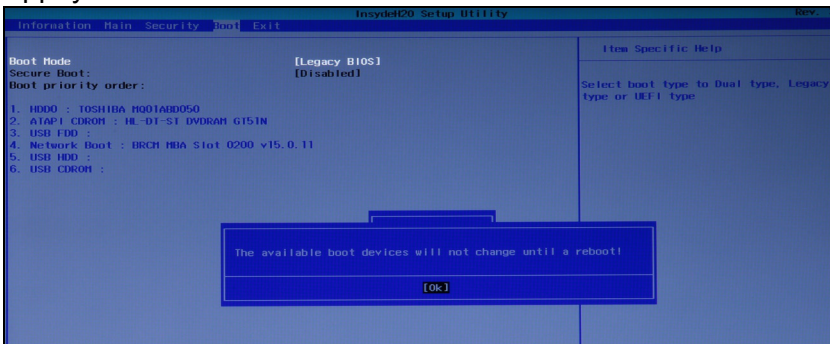 InsydeH20 Setup Utility Rev.
Information Main Security Boot Exit
Item Specific Help
Boot Mode [Legacy BIOS]
Secure Boot: [Disabled]
Boot priority order:
Select boot type to Dual type, Legacy
type or UEFI type
1. HDD0 : TOSHIBA MQ01ABD050
2. ATAPI CDROM : HL-DT-ST DVDRAM GT51N
3. USB FDD :
4. Network Boot : BRCM MBA Slot 0200 v15.0.11
5. USB HDD :
6. USB CDROM :
The available boot devices will not change until a reboot!
[Ok]